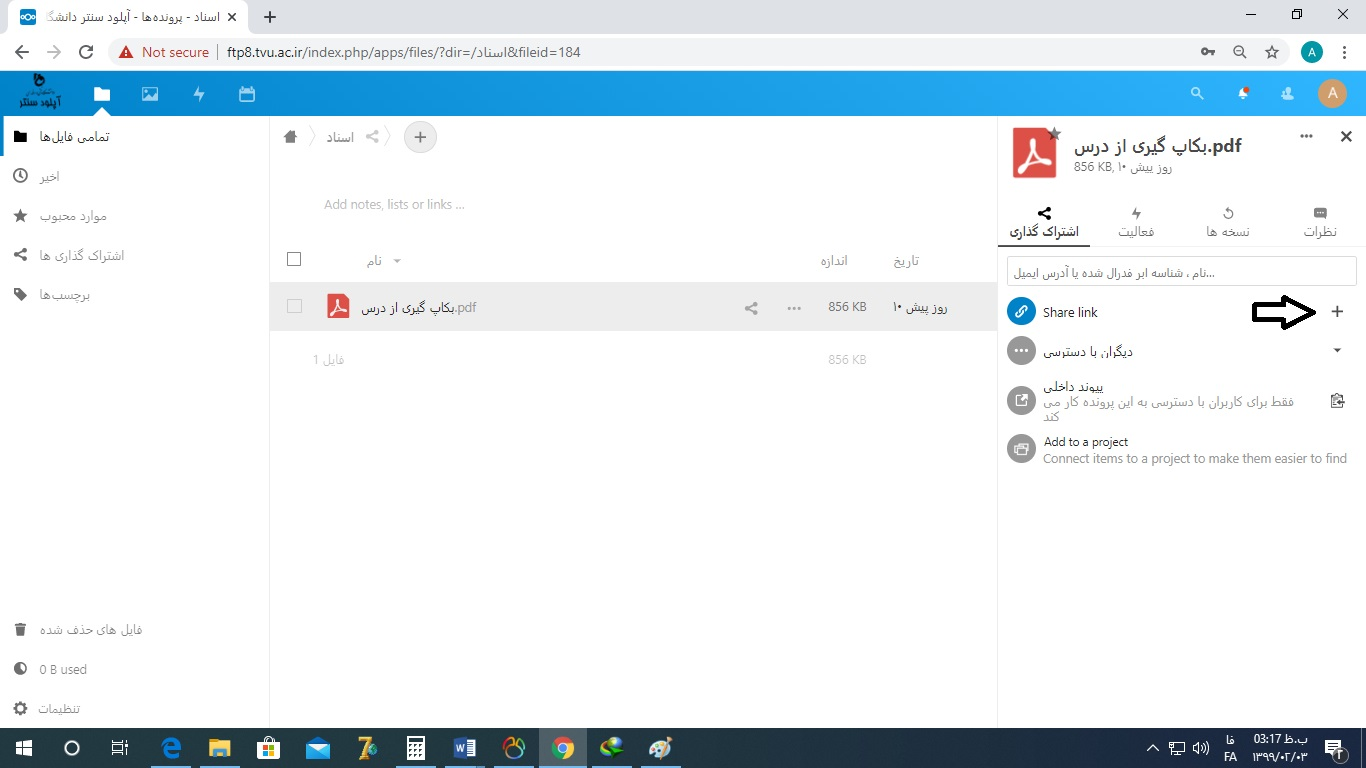 اسناد - پرونده‌ها - آپلود سنتر دانشگا
Not secure
ftp8.tvu.ac.ir/index.php/apps/files/?dir=/اسناد&fileid=184
A
آپلود سنتر
A
تمامی فایل‌ها
اخیر
موارد محبوب
اشتراک گذاری ها
برچسب‌ها
فایل های حذف شده
0 B used
تنظیمات
اسناد
Add notes, lists or links ...
نام
اندازه
تاریخ
بکاپ گیری از درس.pdf
856 KB
۱۰ روز پیش
1 فایل
856 KB
بکاپ گیری از درس.pdf
856 KB, ۱۰ روز پیش
اشتراک گذاری
فعالیت
نسخه ها
نظرات
نام ، شناسه ابر فدرال شده یا آدرس ایمیل...
Share link
دیگران با دسترسی
پیوند داخلی
فقط برای کاربران با دسترسی به این پرونده کار می
کند
Add to a project
Connect items to a project to make them easier to find
فا
FA
03:17 ب.ظ
۱۳۹۹/۰۲/۰۳